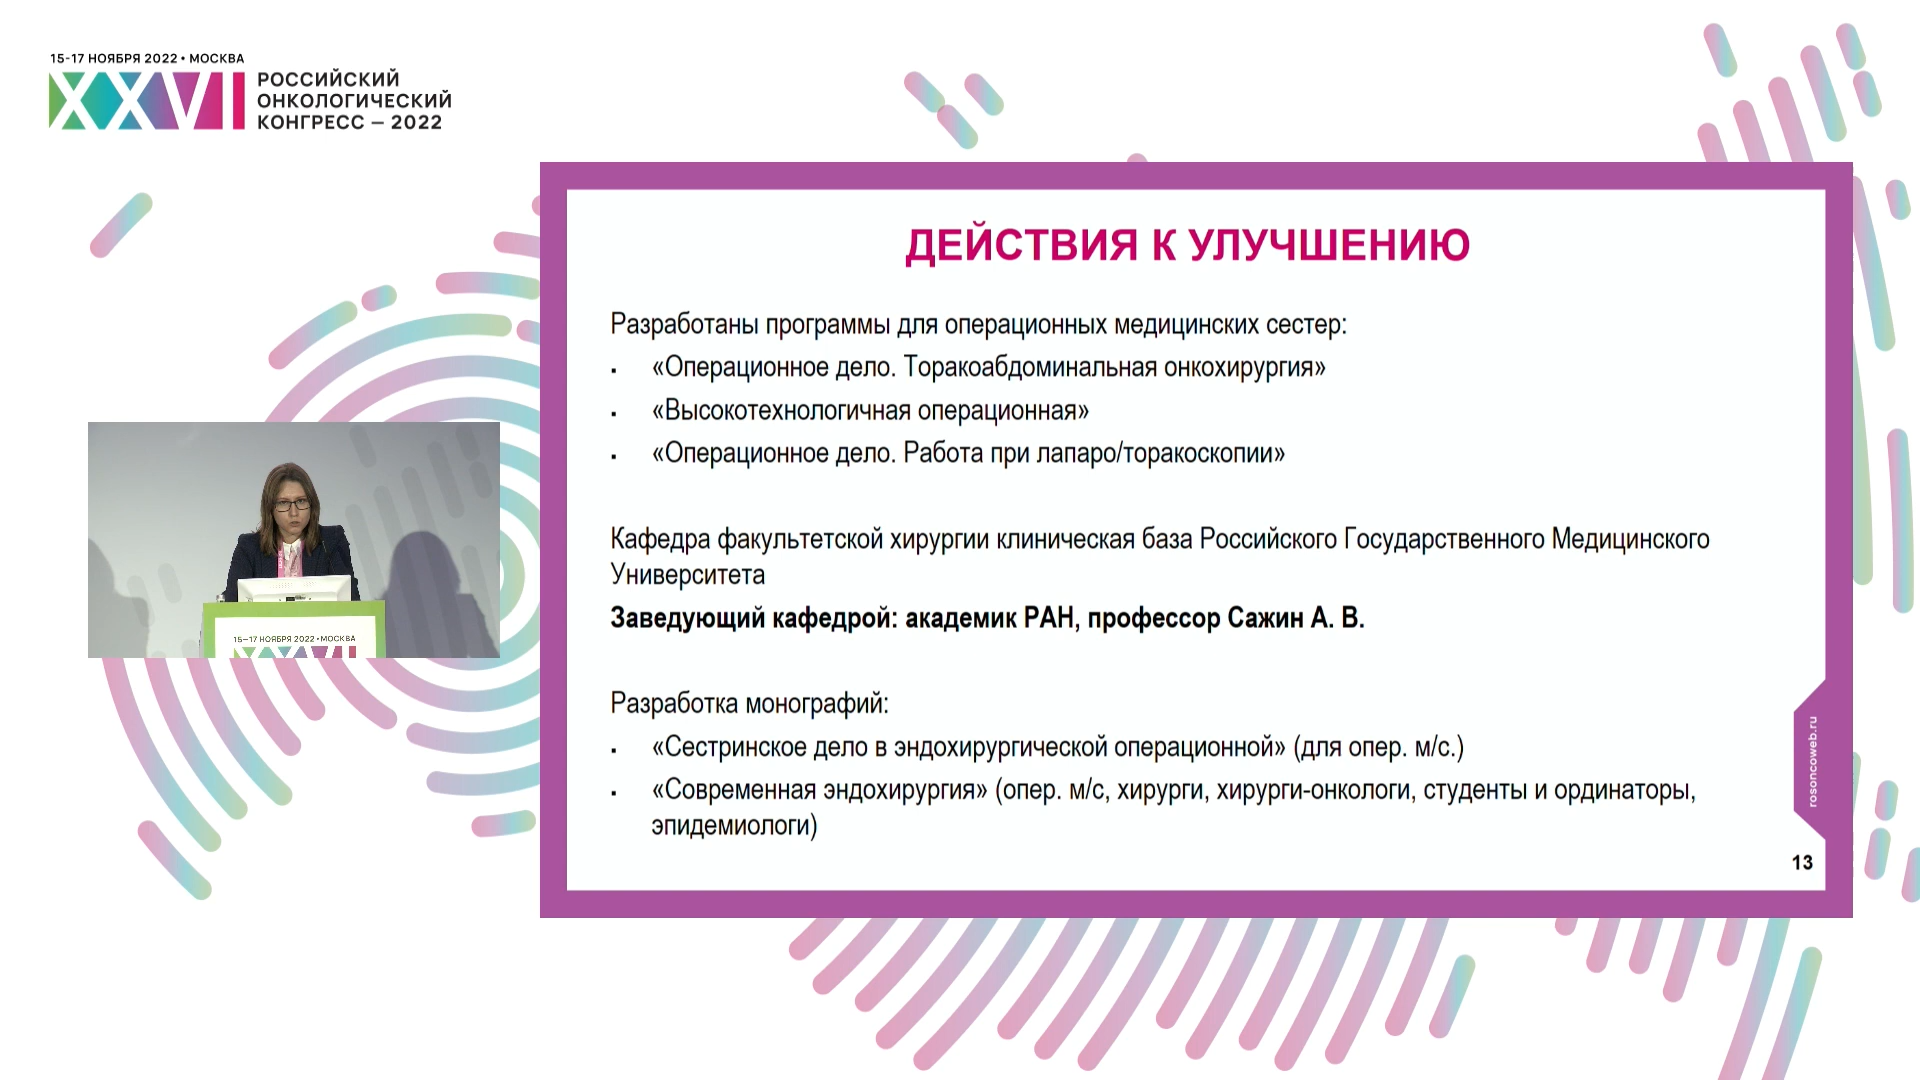 15-17 НОЯБРЯ 2022 • МОСКВА
XXVI
РОССИЙСКИЙ
ОНКОЛОГИЧЕСКИЙ
КОНГРЕСС — 2022
ДЕЙСТВИЯ К УЛУЧШЕНИЮ
Разработаны программы для операционных медицинских сестер:
▪ «Операционное дело. Торакоабдоминальная онкохирургия»
▪ «Высокотехнологичная операционная»
▪ «Операционное дело. Работа при лапаро/торакоскопии»
Кафедра факультетской хирургии клиническая база Российского Государственного Медицинского
Университета
Заведующий кафедрой: академик РАН, профессор Сажин А. В.
Разработка монографий:
▪ «Сестринское дело в эндохирургической операционной» (для опер. м/с.)
▪ «Современная эндохирургия» (опер. м/с, хирурги, хирурги-онкологи, студенты и ординаторы,
эпидемиологи)
rosoncoweb.ru
13
15–17 НОЯБРЯ 2022 • МОСКВА
XXVI